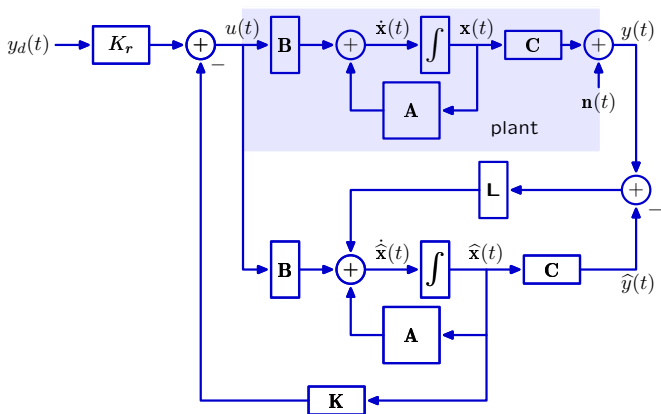 y_d(t) K_r + − u(t) B + ẋ(t) ∫ x(t) C + y(t)
A n(t)
plant
L + −
B + x̂̇(t) ∫ x̂(t) C ŷ(t)
A
K